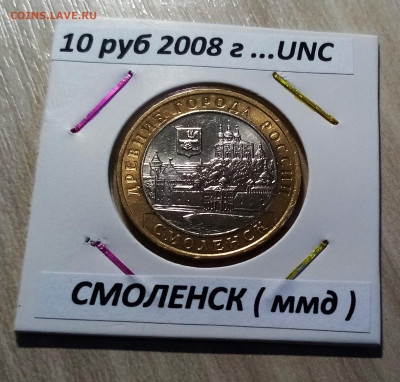 COINS.LAVE.RU
10 руб 2008 г ...UNC
ДРЕВНИЕ ГОРОДА РОССИИ
СМОЛЕНСК
СМОЛЕНСК ( ммд )